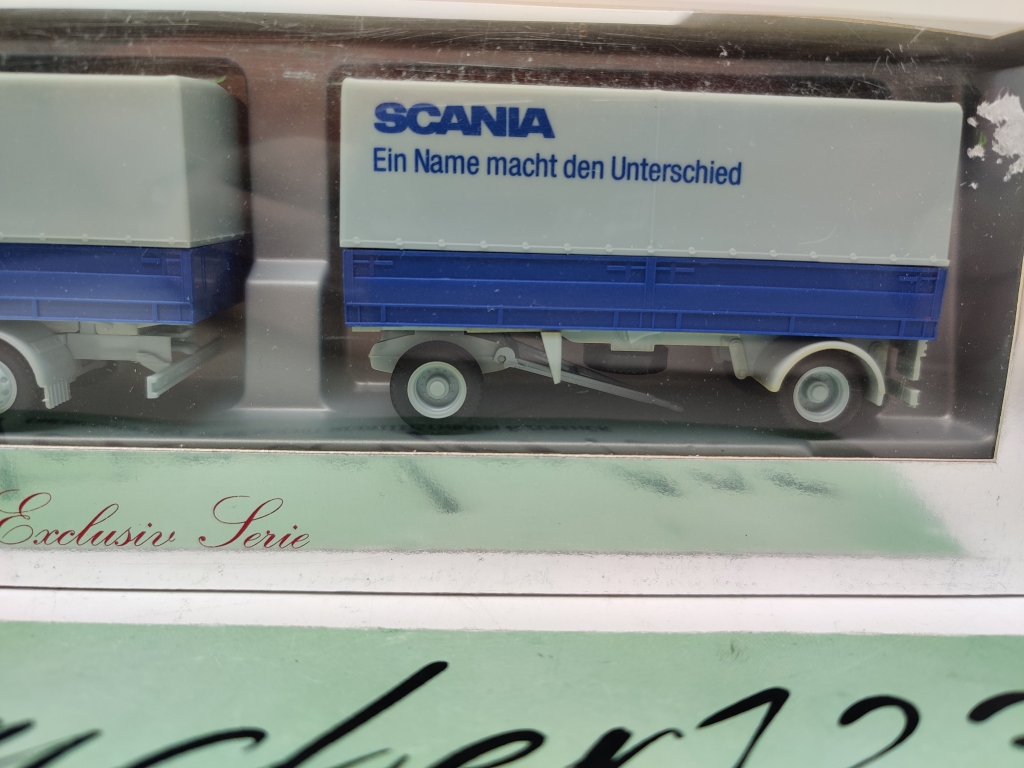 SCANIA
Ein Name macht den Unterschied
Exclusiv Serie